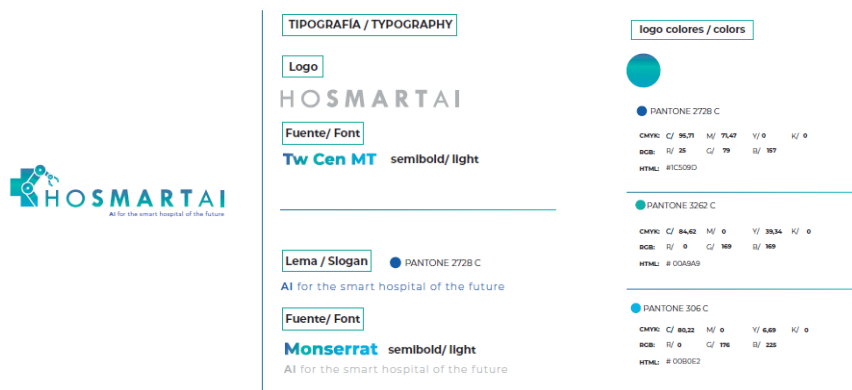 HOSMARTAI
AI for the smart hospital of the future
TIPOGRAFÍA / TYPOGRAPHY
Logo
HOSMARTAI
Fuente/ Font
Tw Cen MT semibold/ light
Lema / Slogan PANTONE 2728 C
AI for the smart hospital of the future
Fuente/ Font
Monserrat semibold/ light
AI for the smart hospital of the future
logo colores / colors
PANTONE 2728 C
CMYK: C/ 95,71 M/ 71,47 Y/ 0 K/ 0
RGB: R/ 25 G/ 79 B/ 157
HTML: #1C509D
PANTONE 3262 C
CMYK: C/ 84,62 M/ 0 Y/ 39,34 K/ 0
RGB: R/ 0 G/ 169 B/ 169
HTML: # 00A9A9
PANTONE 306 C
CMYK: C/ 80,22 M/ 0 Y/ 6,69 K/ 0
RGB: R/ 0 G/ 176 B/ 225
HTML: # 00B0E2